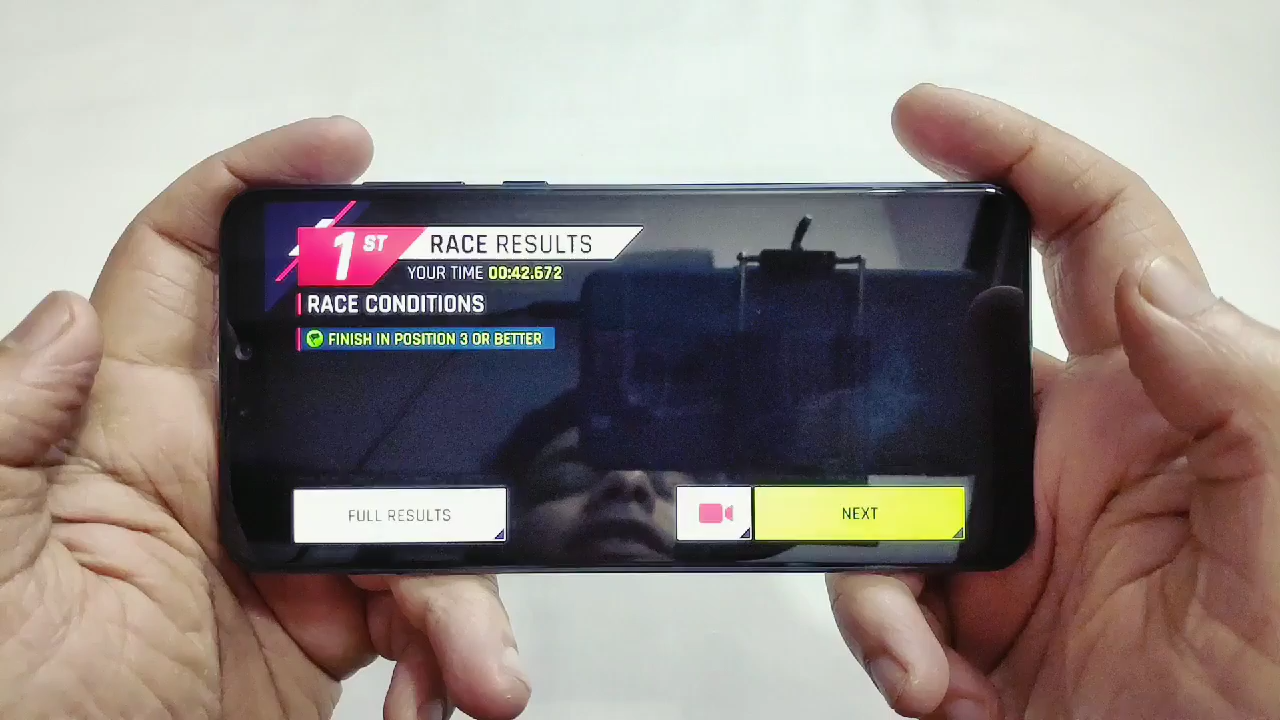 1ST RACE RESULTS
YOUR TIME 00:42.672
RACE CONDITIONS
FINISH IN POSITION 3 OR BETTER
FULL RESULTS
NEXT